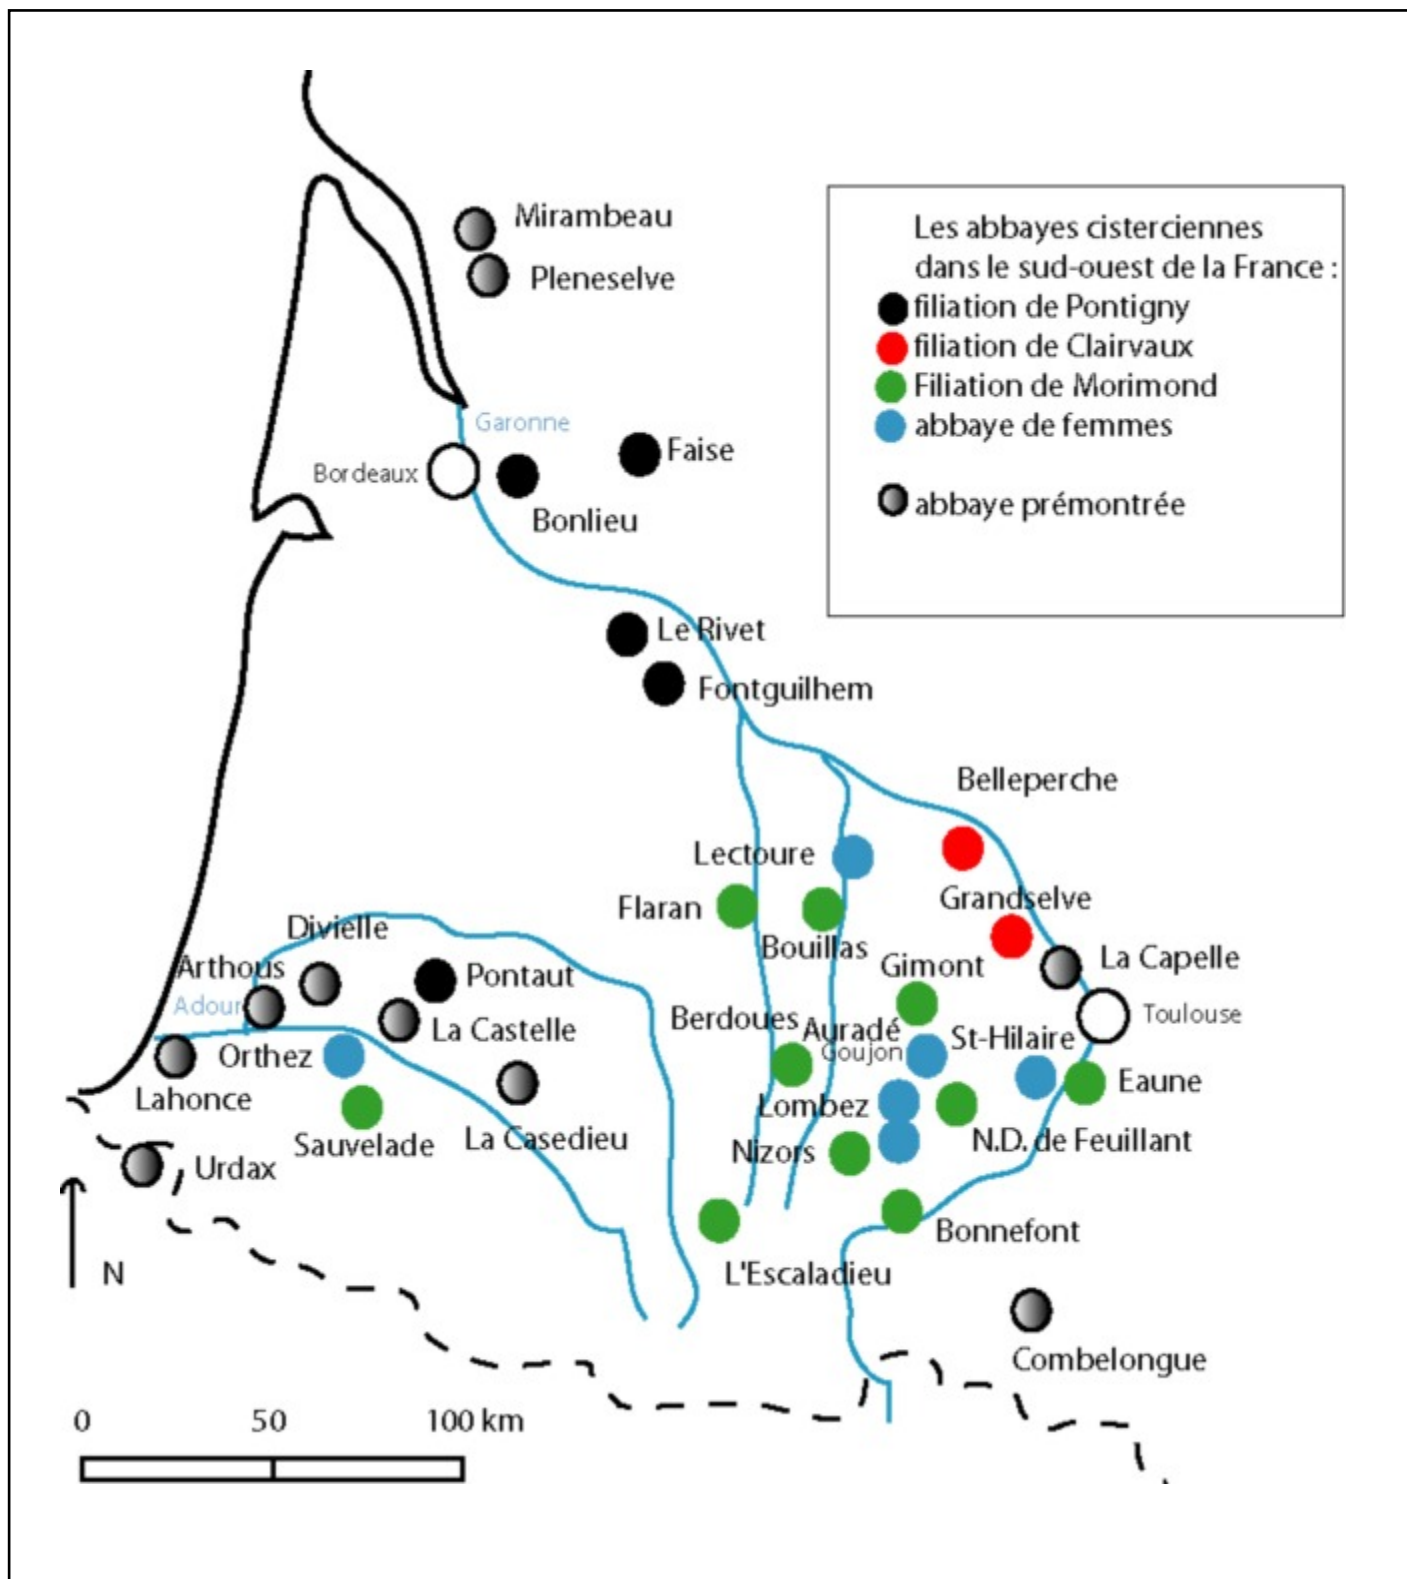 Mirambeau
Pleneselve
Les abbayes cisterciennes
dans le sud-ouest de la France :
filiation de Pontigny
filiation de Clairvaux
Filiation de Morimond
abbaye de femmes
abbaye prémontrée
Garonne
Faise
Bordeaux
Bonlieu
Le Rivet
Fontguilhem
Belleperche
Lectoure
Flaran
Grandselve
Bouillas
Divielle
Arthous
Pontaut
Gimont
La Capelle
Adour
La Castelle
Berdoues
Auradé
Toulouse
Orthez
Goujon
St-Hilaire
Lahonce
Lombez
Eaune
Sauvelade
La Casedieu
Nizors
N.D. de Feuillant
Urdax
Bonnefont
N
L'Escaladieu
Combelongue
0 50 100 km